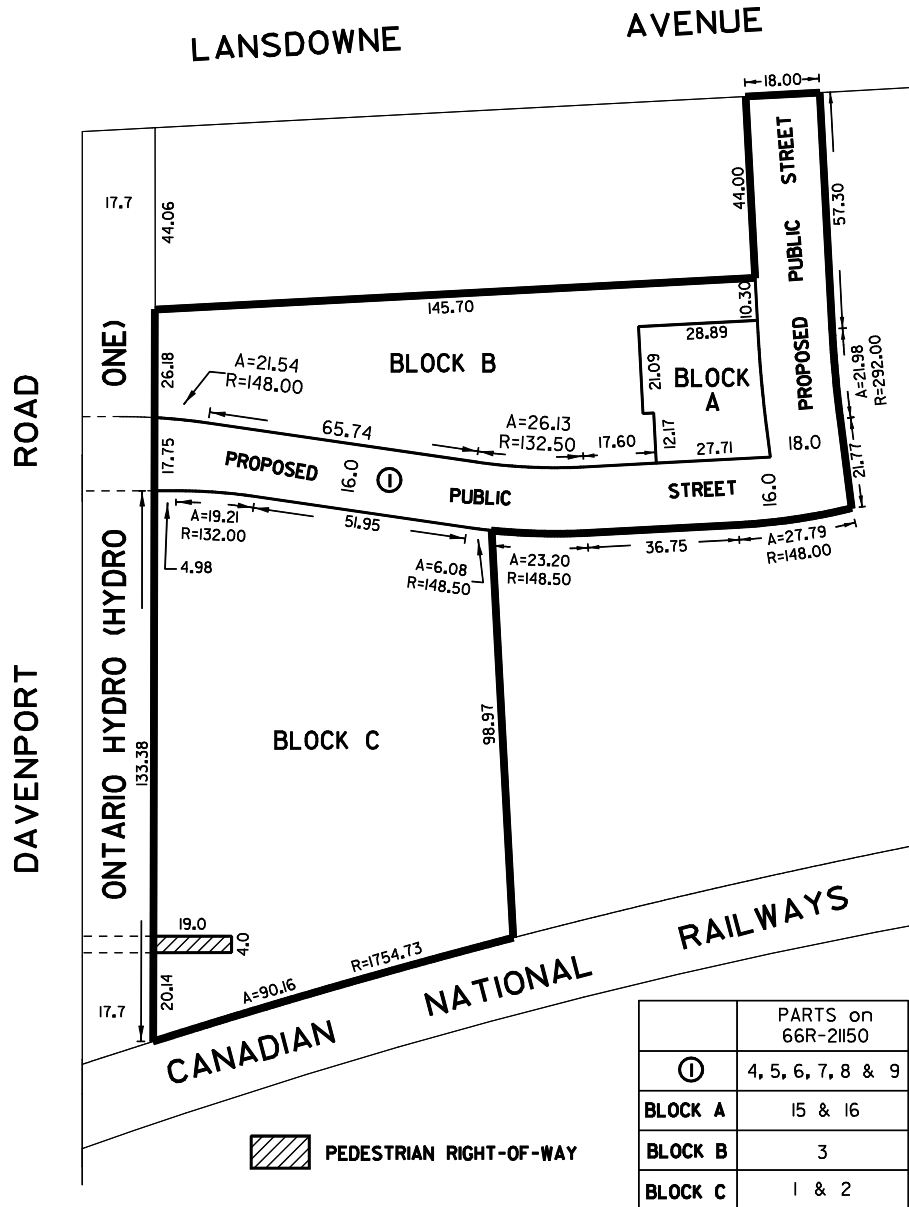 LANSDOWNE AVENUE
18.00
17.7
44.06
44.00
PROPOSED PUBLIC STREET
57.30
145.70
10.30
28.89
ROAD
ONE)
26.18
A=21.54
R=148.00
BLOCK B
21.09
BLOCK
A
A=21.98
R=292.00
65.74
A=26.13
R=132.50
17.60
12.17
27.71
18.0
17.75
PROPOSED
16.0
I
PUBLIC
STREET
16.0
21.77
A=19.21
R=132.00
51.95
4.98
A=6.08
R=148.50
A=23.20
R=148.50
36.75
A=27.79
R=148.00
DAVENPORT
ONTARIO HYDRO (HYDRO
133.38
BLOCK C
98.97
19.0
4.0
20.14
17.7
A=90.16
R=1754.73
CANADIAN NATIONAL RAILWAYS
PEDESTRIAN RIGHT-OF-WAY
PARTS on
66R-21150
I 4, 5, 6, 7, 8 & 9
BLOCK A 15 & 16
BLOCK B 3
BLOCK C 1 & 2